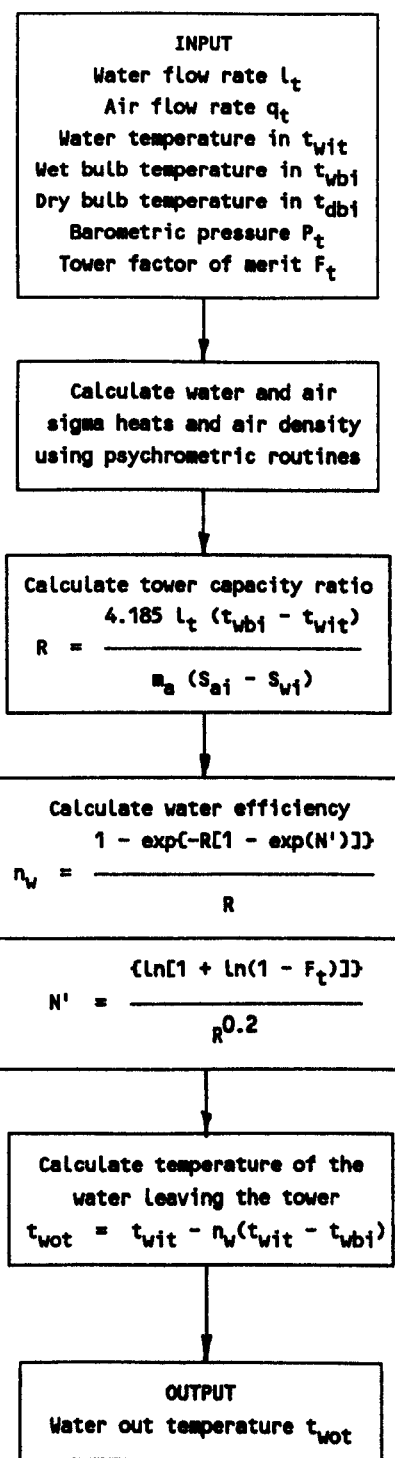 INPUT
Water flow rate l_t
Air flow rate q_t
Water temperature in t_wit
Wet bulb temperature in t_wbi
Dry bulb temperature in t_dbi
Barometric pressure P_t
Tower factor of merit F_t
Calculate water and air
sigma heats and air density
using psychrometric routines
Calculate tower capacity ratio
4.185 l_t (t_wbi - t_wit)
R =
m_a (S_ai - S_wi)
Calculate water efficiency
1 - exp{-R[1 - exp(N')]}
n_w =
R
{ln[1 + ln(1 - F_t)]}
N' =
R^0.2
Calculate temperature of the
water leaving the tower
t_wot = t_wit - n_w(t_wit - t_wbi)
OUTPUT
Water out temperature t_wot